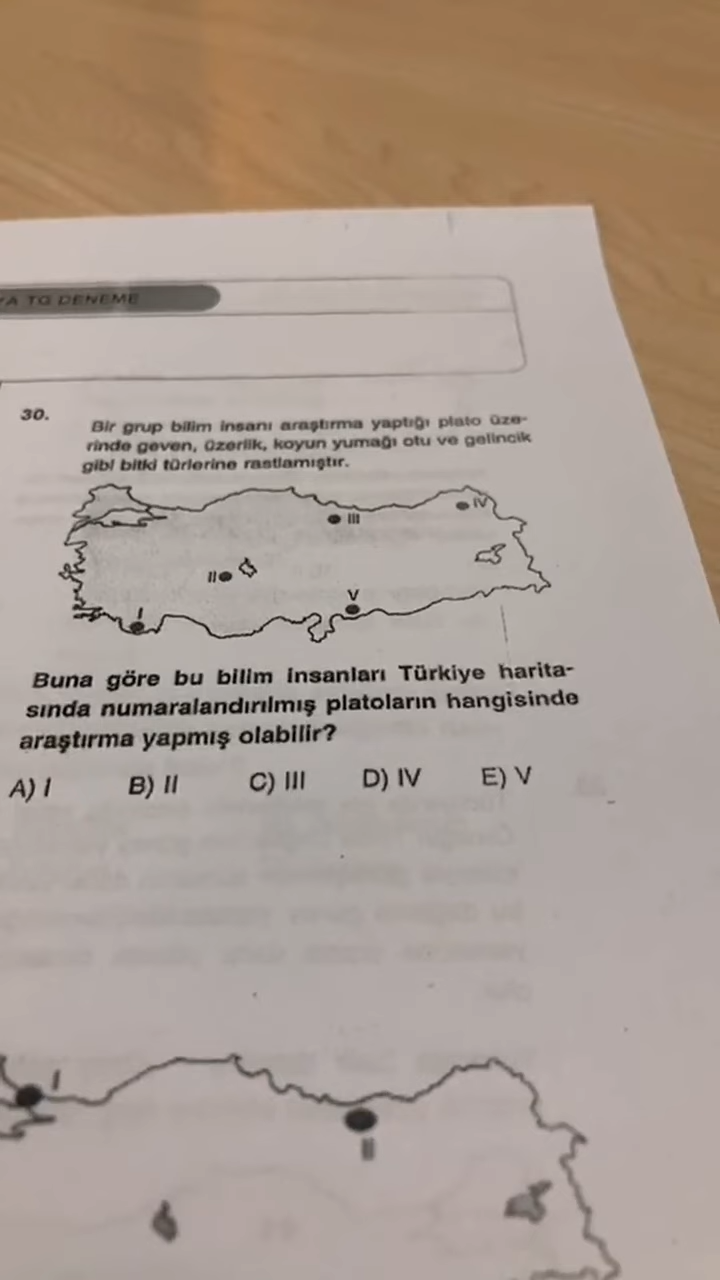 YA TG DENEME
30.
Bir grup bilim insanı araştırma yaptığı plato üze-
rinde geven, üzerlik, koyun yumağı otu ve gelincik
gibi bitki türlerine rastlamıştır.
IV
III
II
V
I
Buna göre bu bilim insanları Türkiye harita-
sında numaralandırılmış platoların hangisinde
araştırma yapmış olabilir?
A) I B) II C) III D) IV E) V
I
II